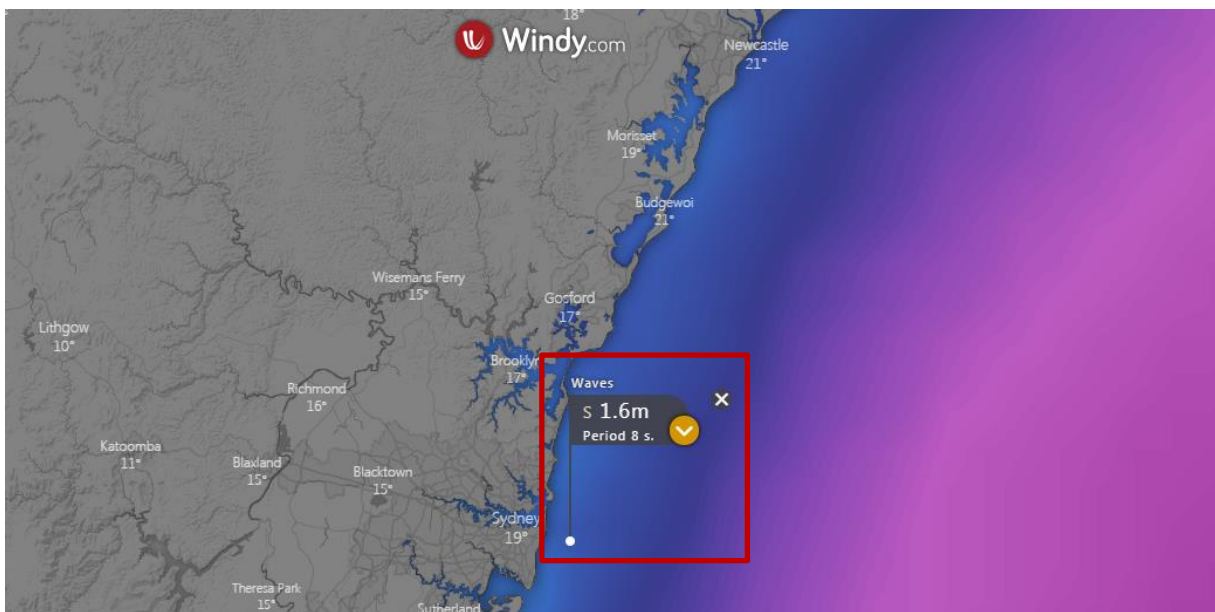 18°
Windy.com
Newcastle
21°
Morisset
19°
Budgewoi
21°
Wisemans Ferry
15°
Gosford
17°
Lithgow
10°
Brooklyn
17°
Waves
S 1.6m
Period 8 s.
Richmond
16°
Katoomba
11°
Blaxland
15°
Blacktown
15°
Sydney
19°
Theresa Park
15°
Sutherland